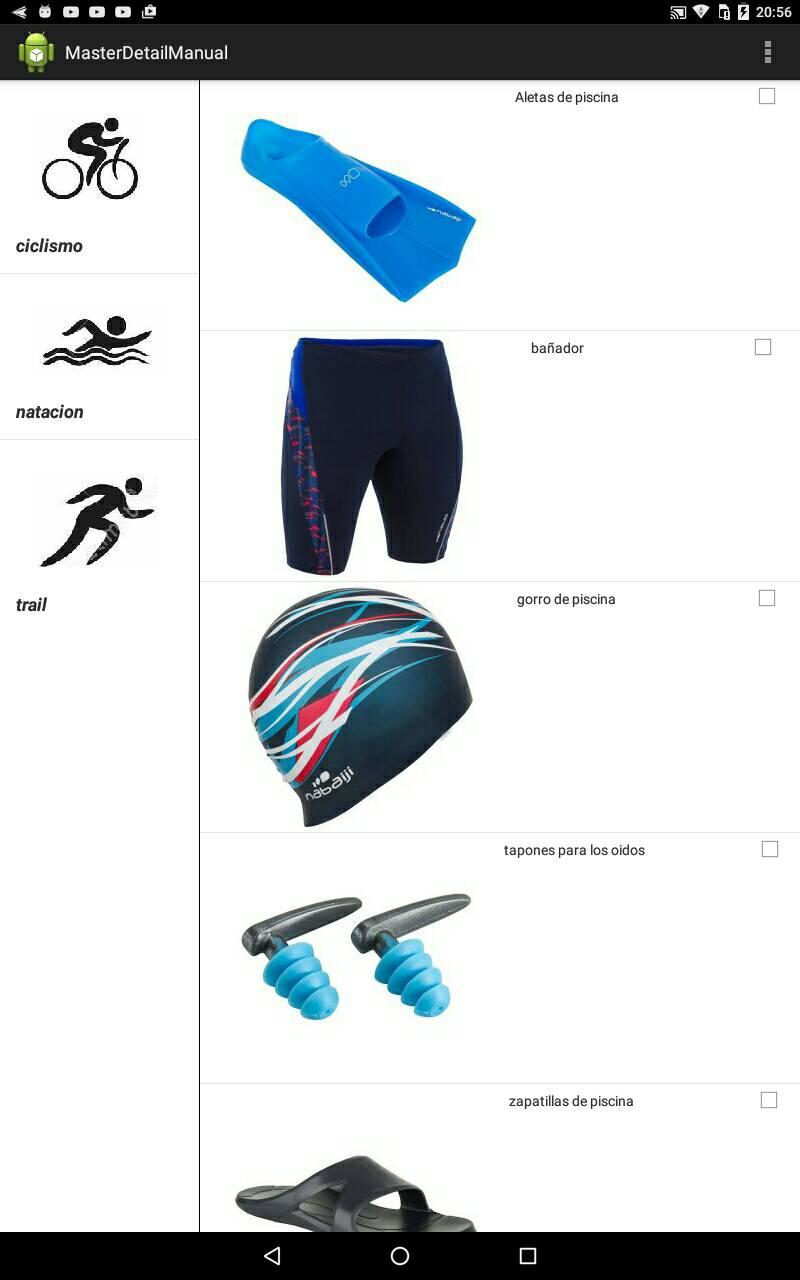 20:56
MasterDetailManual
ciclismo
natacion
trail
Aletas de piscina
bañador
gorro de piscina
nabaiji
tapones para los oidos
zapatillas de piscina